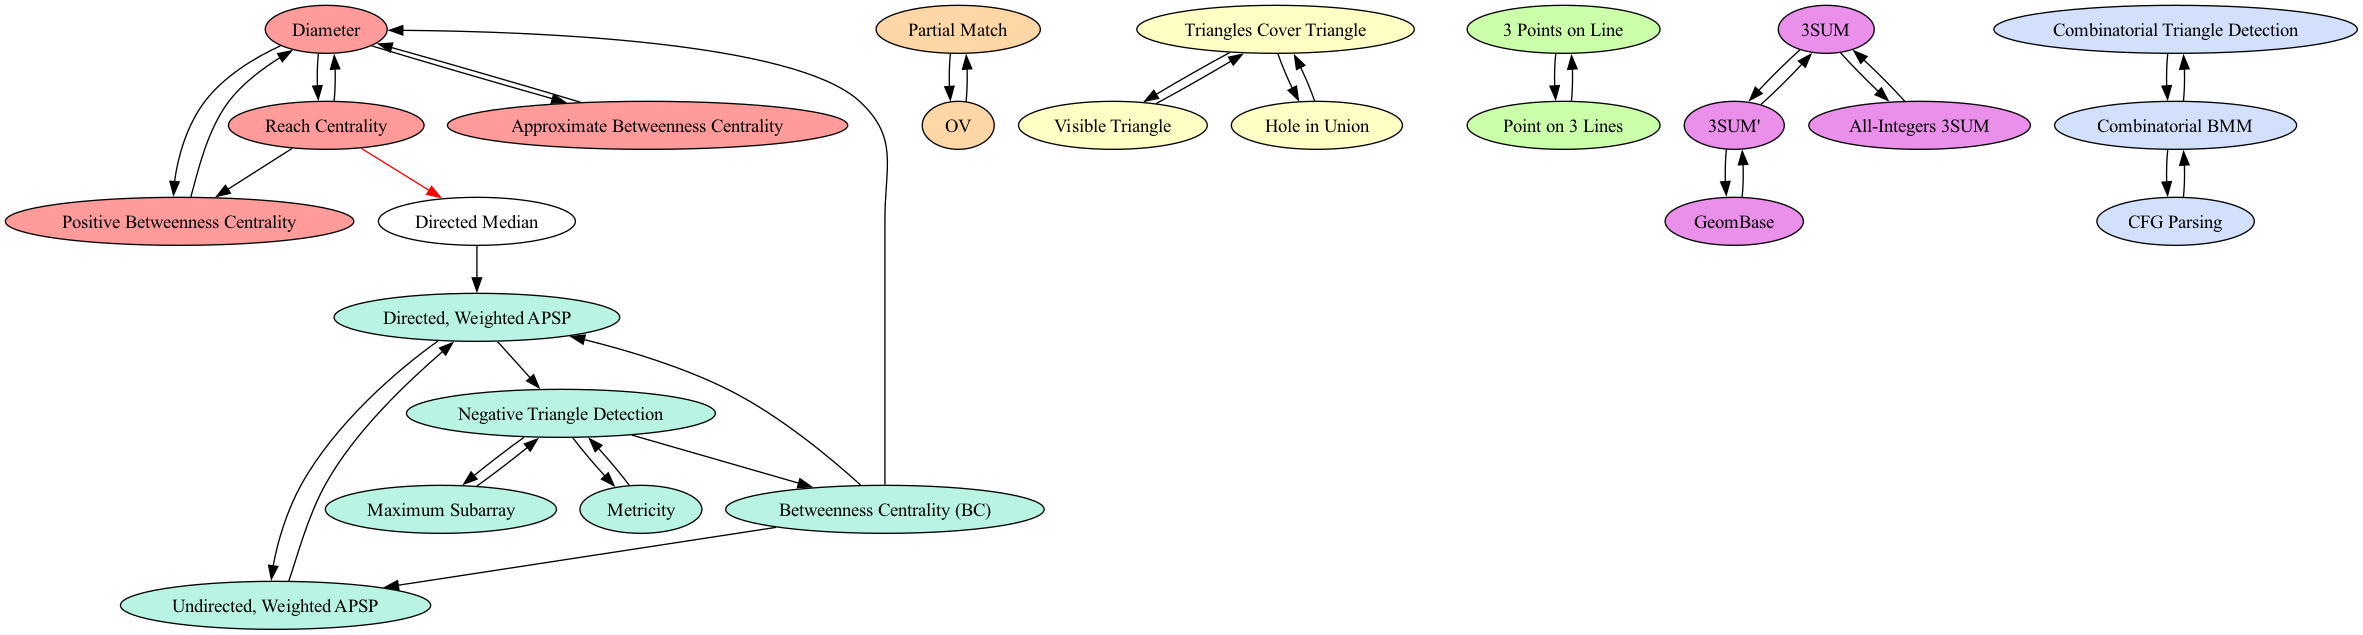 Diameter
Partial Match
Triangles Cover Triangle
3 Points on Line
3SUM
Combinatorial Triangle Detection
Reach Centrality
Approximate Betweenness Centrality
OV
Visible Triangle
Hole in Union
Point on 3 Lines
3SUM'
All-Integers 3SUM
Combinatorial BMM
Positive Betweenness Centrality
Directed Median
GeomBase
CFG Parsing
Directed, Weighted APSP
Negative Triangle Detection
Maximum Subarray
Metricity
Betweenness Centrality (BC)
Undirected, Weighted APSP